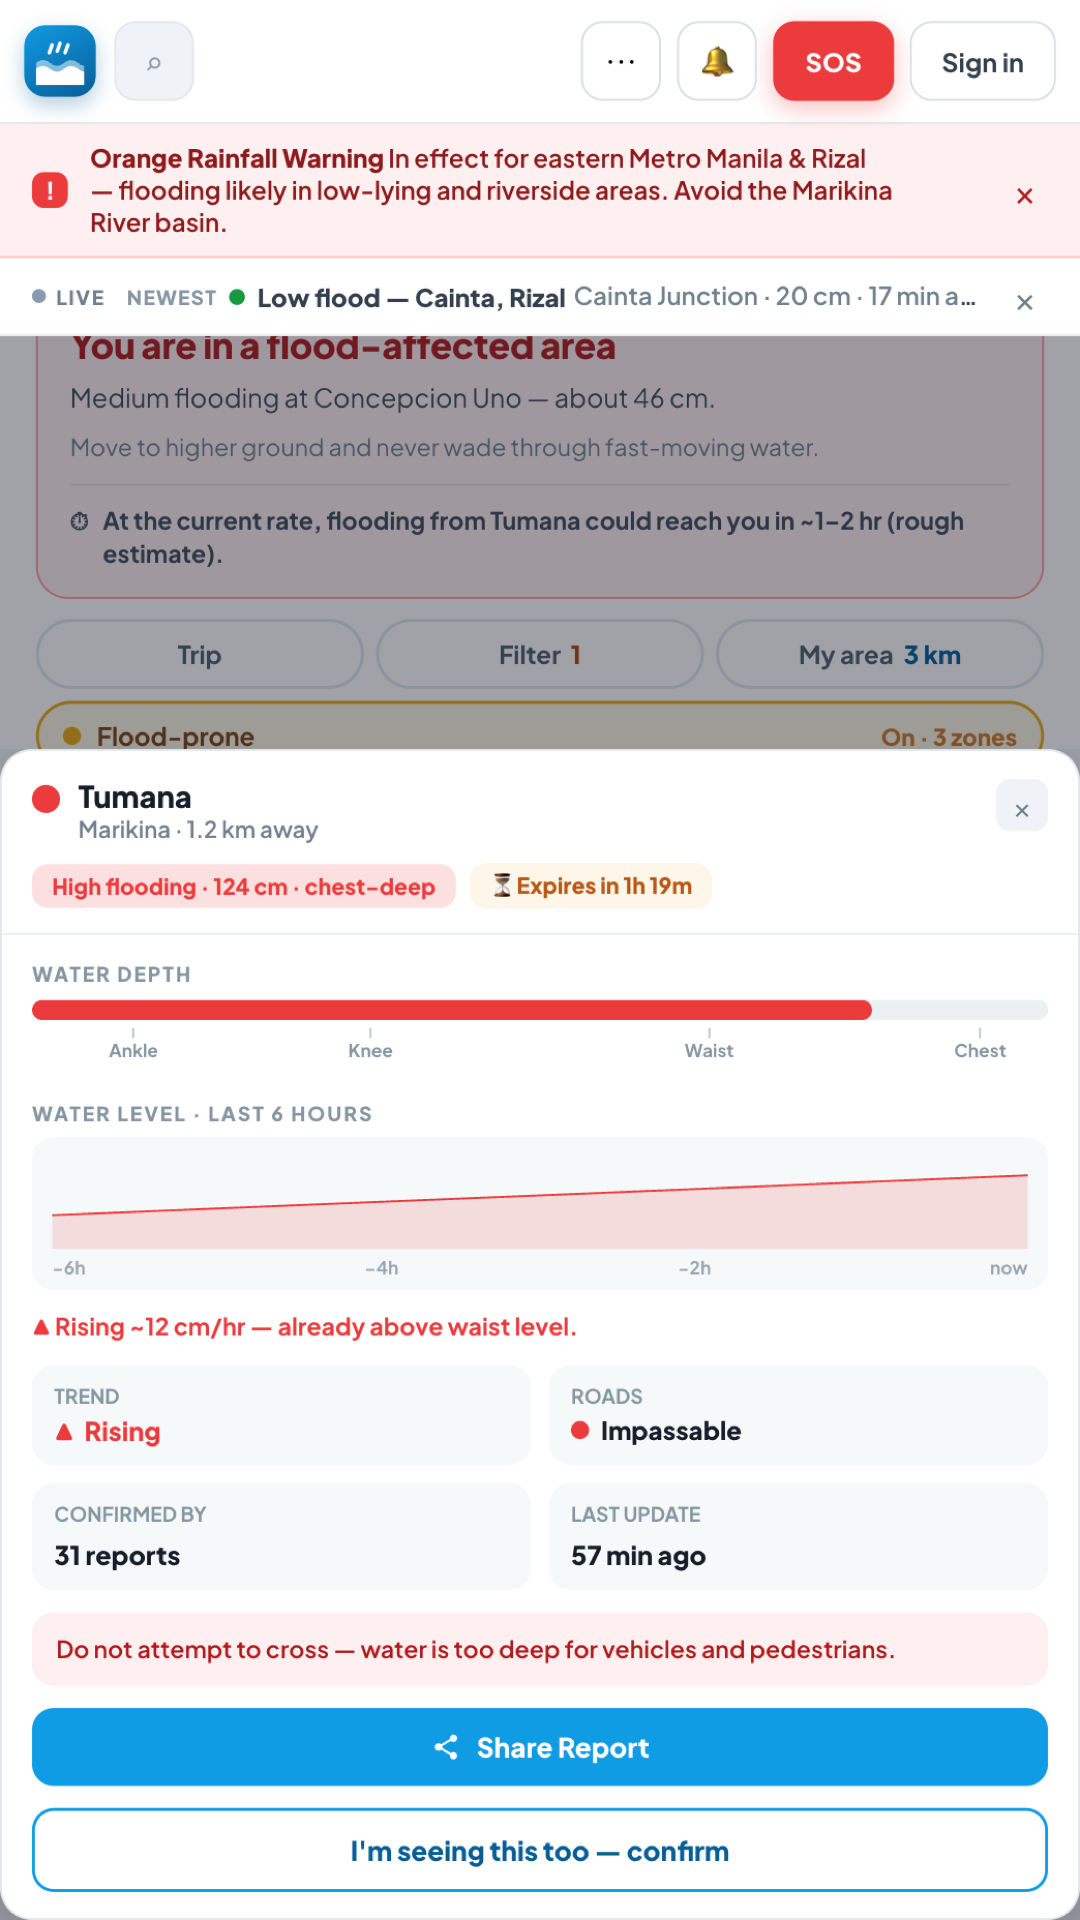 SOS
Sign in
Orange Rainfall Warning In effect for eastern Metro Manila & Rizal
— flooding likely in low-lying and riverside areas. Avoid the Marikina
River basin.
LIVE NEWEST Low flood — Cainta, Rizal Cainta Junction · 20 cm · 17 min a...
You are in a flood-affected area
Medium flooding at Concepcion Uno — about 46 cm.
Move to higher ground and never wade through fast-moving water.
At the current rate, flooding from Tumana could reach you in ~1–2 hr (rough
estimate).
Trip
Filter 1
My area 3 km
Flood-prone
On · 3 zones
Tumana
Marikina · 1.2 km away
High flooding · 124 cm · chest-deep
Expires in 1h 19m
WATER DEPTH
Ankle Knee Waist Chest
WATER LEVEL · LAST 6 HOURS
-6h -4h -2h now
▲ Rising ~12 cm/hr — already above waist level.
TREND
▲ Rising
ROADS
Impassable
CONFIRMED BY
31 reports
LAST UPDATE
57 min ago
Do not attempt to cross — water is too deep for vehicles and pedestrians.
Share Report
I'm seeing this too — confirm